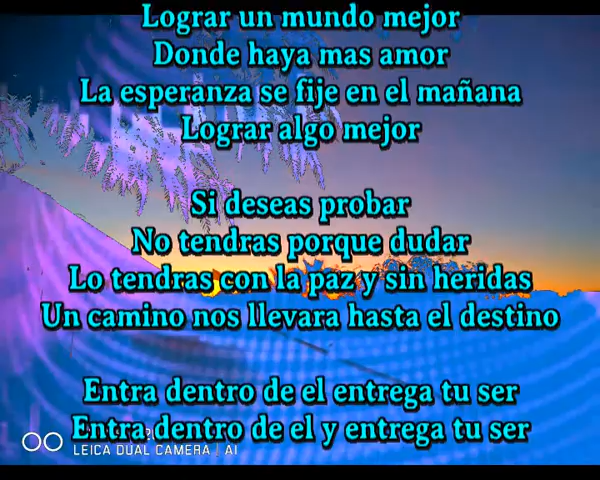 Lograr un mundo mejor
Donde haya mas amor
La esperanza se fije en el mañana
Lograr algo mejor
Si deseas probar
No tendras porque dudar
Lo tendras con la paz y sin heridas
Un camino nos llevara hasta el destino
Entra dentro de el entrega tu ser
Entra dentro de el y entrega tu ser
LEICA DUAL CAMERA | AI